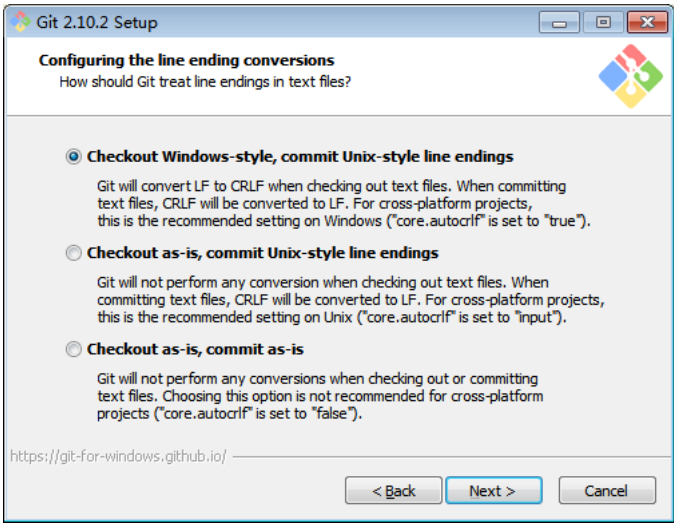 Git 2.10.2 Setup
Configuring the line ending conversions
How should Git treat line endings in text files?
Checkout Windows-style, commit Unix-style line endings
Git will convert LF to CRLF when checking out text files. When committing
text files, CRLF will be converted to LF. For cross-platform projects,
this is the recommended setting on Windows ("core.autocrlf" is set to "true").
Checkout as-is, commit Unix-style line endings
Git will not perform any conversion when checking out text files. When
committing text files, CRLF will be converted to LF. For cross-platform projects,
this is the recommended setting on Unix ("core.autocrlf" is set to "input").
Checkout as-is, commit as-is
Git will not perform any conversions when checking out or committing
text files. Choosing this option is not recommended for cross-platform
projects ("core.autocrlf" is set to "false").
https://git-for-windows.github.io/
< Back Next > Cancel